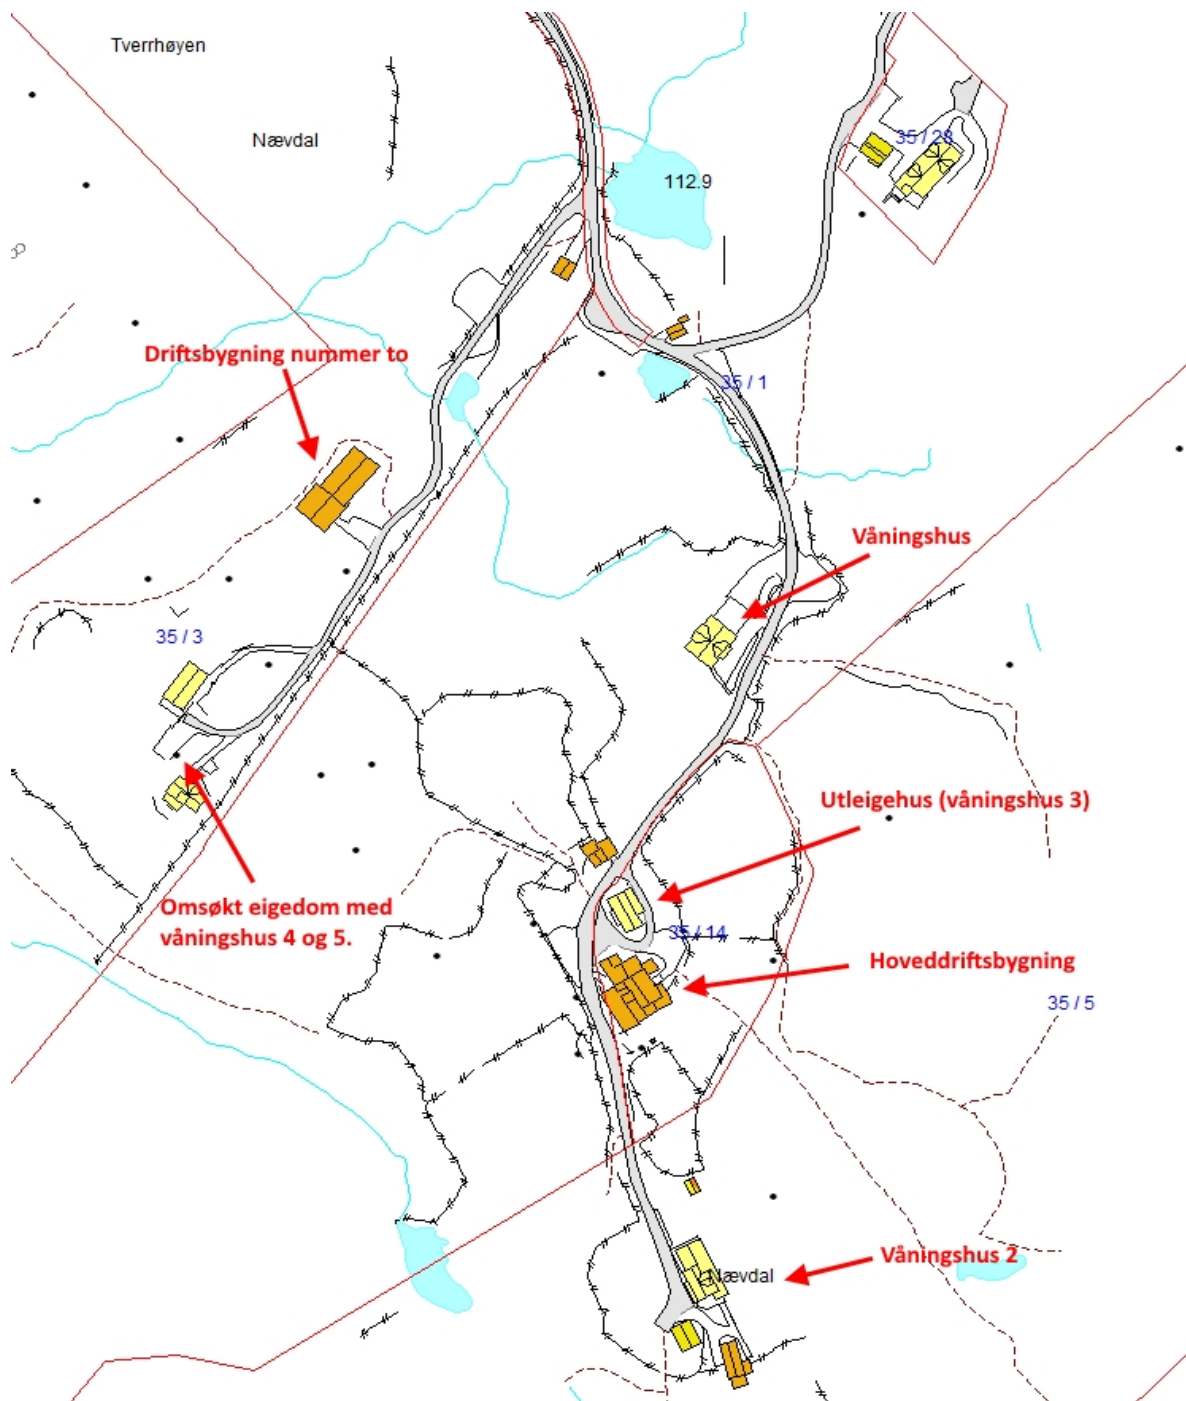 Tverrhøyen
35 / 28
Nævdal
112.9
Driftsbygning nummer to
35 / 1
Våningshus
35 / 3
Utleigehus (våningshus 3)
Omsøkt eigedom med
våningshus 4 og 5.
35 / 14
Hoveddriftsbygning
35 / 5
Våningshus 2
Nævdal